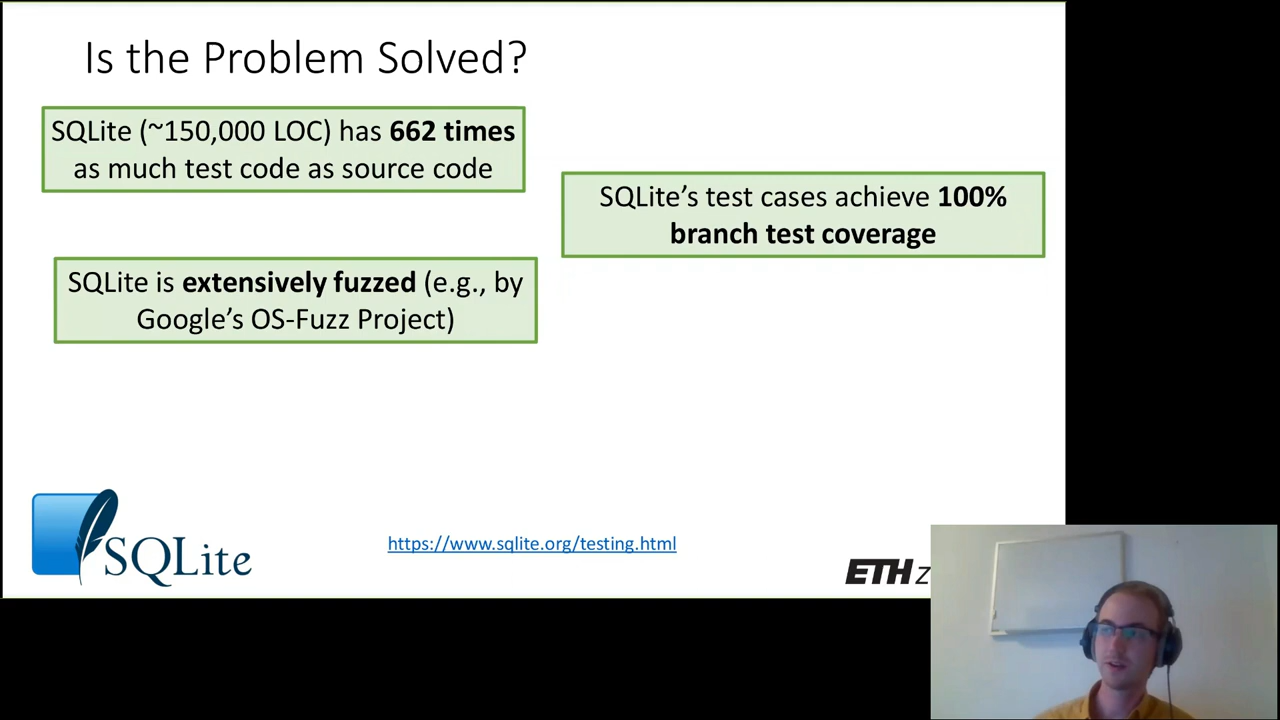 Is the Problem Solved?
SQLite (~150,000 LOC) has 662 times
as much test code as source code
SQLite's test cases achieve 100%
branch test coverage
SQLite is extensively fuzzed (e.g., by
Google's OS-Fuzz Project)
SQLite
https://www.sqlite.org/testing.html
ETH z